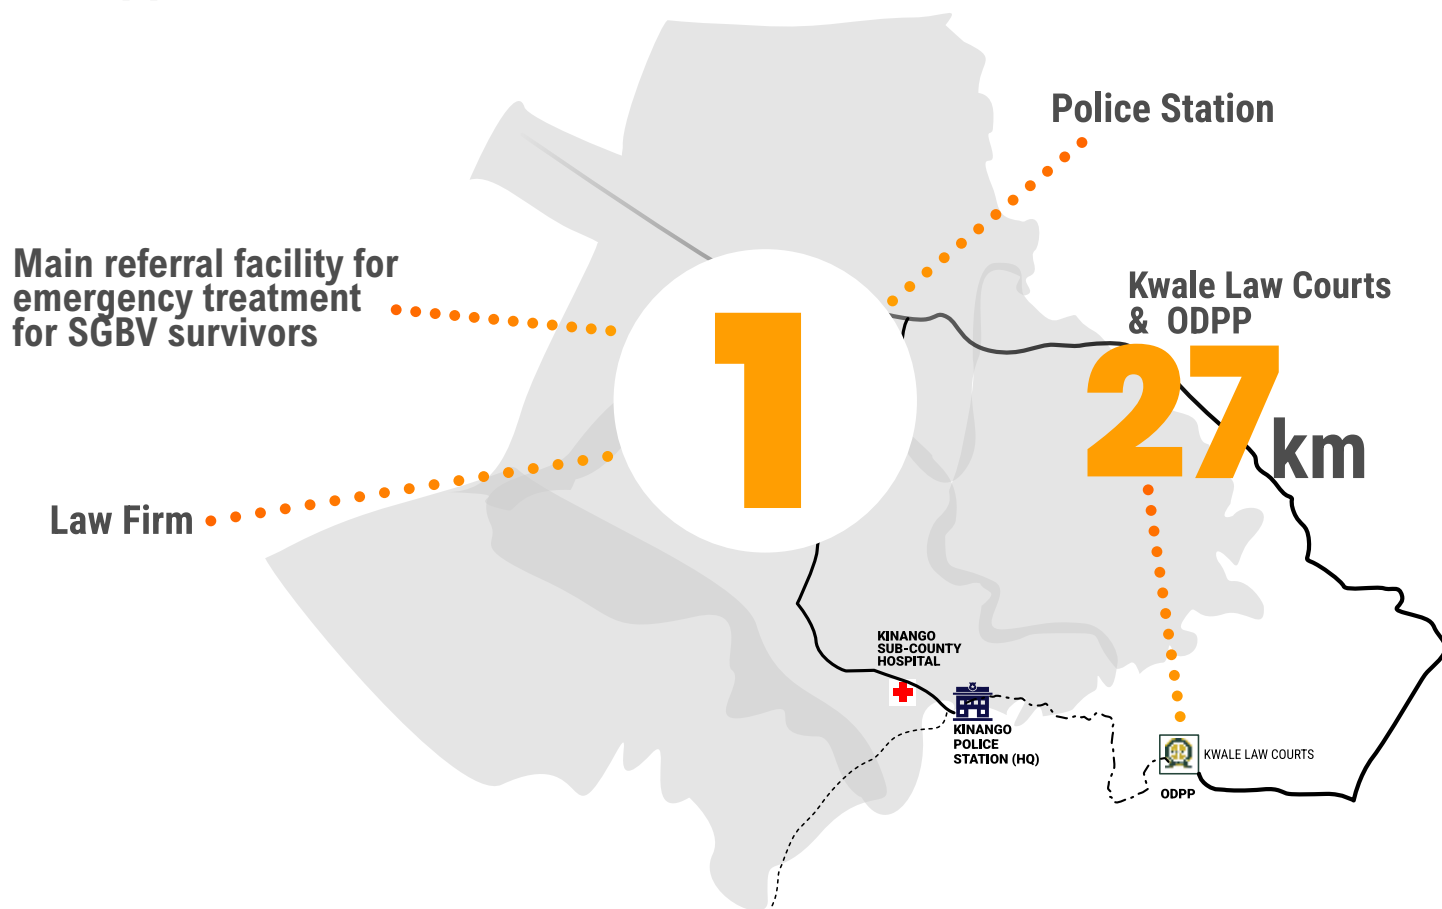 Police Station
Main referral facility for
emergency treatment
for SGBV survivors
Kwale Law Courts
& ODPP
1
27km
Law Firm
KINANGO
SUB-COUNTY
HOSPITAL
KINANGO
POLICE
STATION (HQ)
KWALE LAW COURTS
ODPP